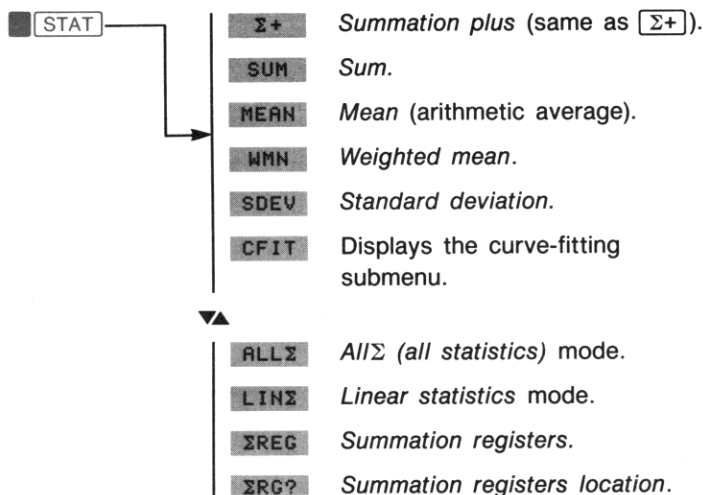 STAT
Σ+ Summation plus (same as Σ+).
SUM Sum.
MEAN Mean (arithmetic average).
WMN Weighted mean.
SDEV Standard deviation.
CFIT Displays the curve-fitting
submenu.
▼▲
ALLΣ AllΣ (all statistics) mode.
LINΣ Linear statistics mode.
ΣREG Summation registers.
ΣRG? Summation registers location.